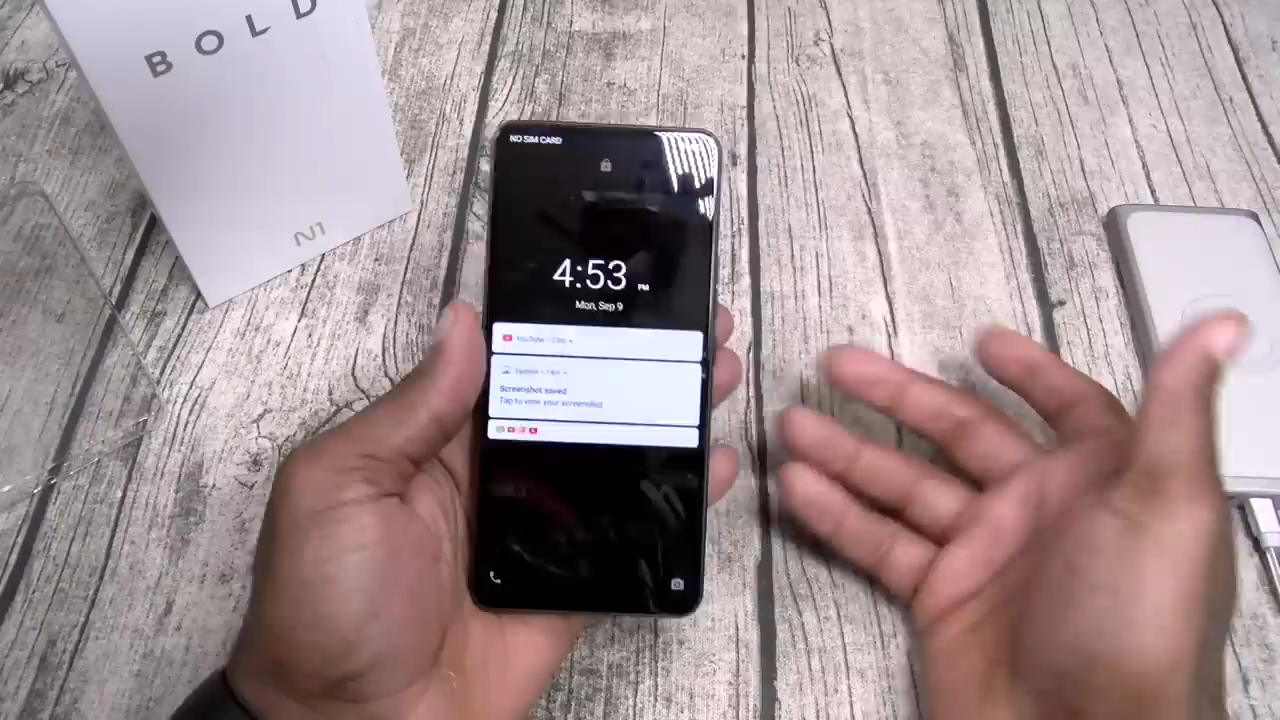 BOLD
N1
NO SIM CARD
4:53 PM
Mon, Sep 9
YouTube
System
Screenshot saved
Tap to view your screenshot